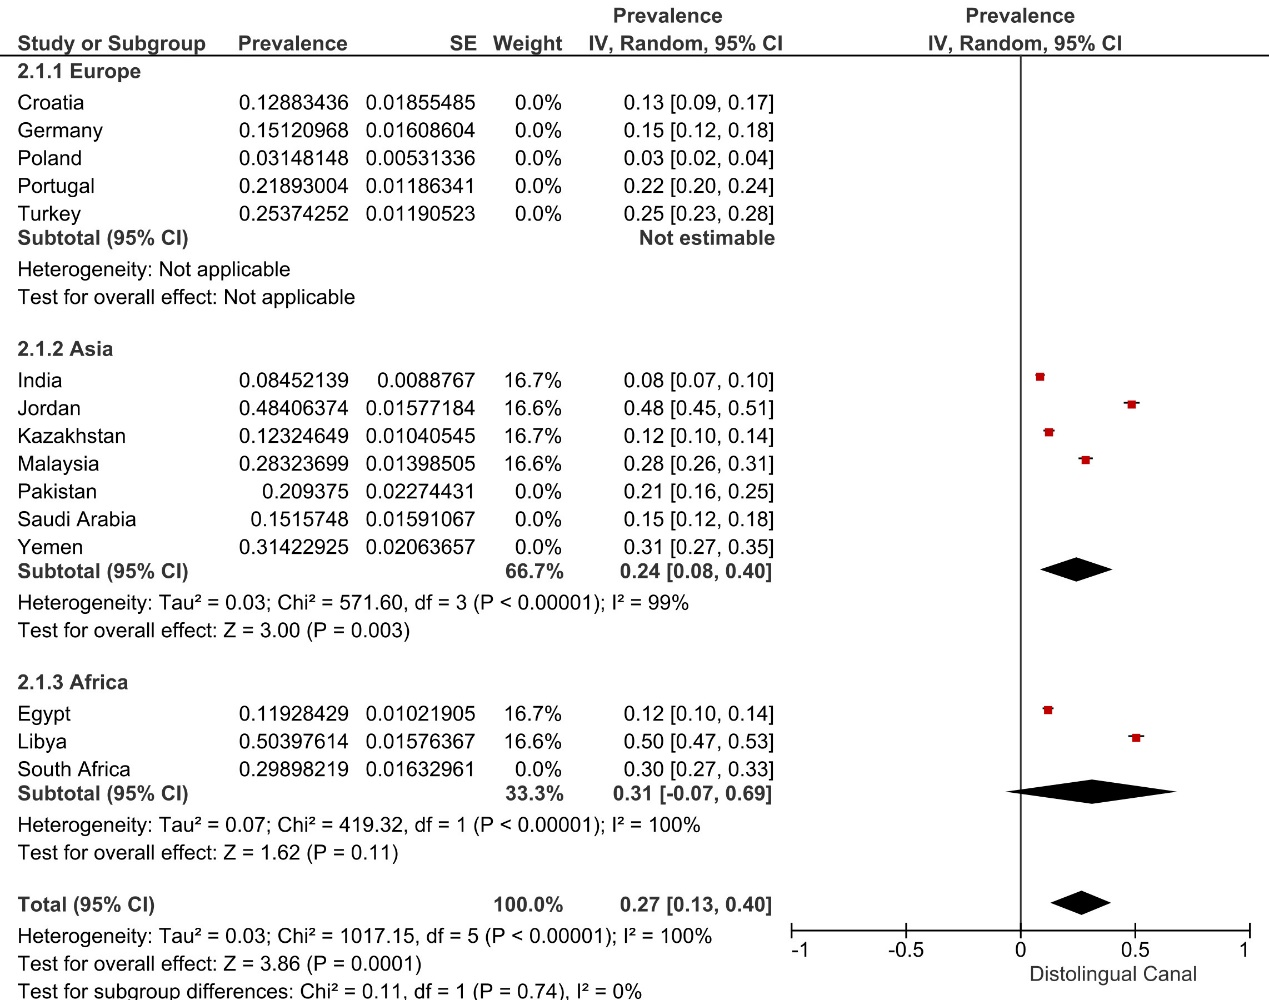 Prevalence Prevalence
Study or Subgroup Prevalence SE Weight IV, Random, 95% CI IV, Random, 95% CI
2.1.1 Europe
Croatia 0.12883436 0.01855485 0.0% 0.13 [0.09, 0.17]
Germany 0.15120968 0.01608604 0.0% 0.15 [0.12, 0.18]
Poland 0.03148148 0.00531336 0.0% 0.03 [0.02, 0.04]
Portugal 0.21893004 0.01186341 0.0% 0.22 [0.20, 0.24]
Turkey 0.25374252 0.01190523 0.0% 0.25 [0.23, 0.28]
Subtotal (95% CI) Not estimable
Heterogeneity: Not applicable
Test for overall effect: Not applicable
2.1.2 Asia
India 0.08452139 0.0088767 16.7% 0.08 [0.07, 0.10]
Jordan 0.48406374 0.01577184 16.6% 0.48 [0.45, 0.51]
Kazakhstan 0.12324649 0.01040545 16.7% 0.12 [0.10, 0.14]
Malaysia 0.28323699 0.01398505 16.6% 0.28 [0.26, 0.31]
Pakistan 0.209375 0.02274431 0.0% 0.21 [0.16, 0.25]
Saudi Arabia 0.1515748 0.01591067 0.0% 0.15 [0.12, 0.18]
Yemen 0.31422925 0.02063657 0.0% 0.31 [0.27, 0.35]
Subtotal (95% CI) 66.7% 0.24 [0.08, 0.40]
Heterogeneity: Tau² = 0.03; Chi² = 571.60, df = 3 (P < 0.00001); I² = 99%
Test for overall effect: Z = 3.00 (P = 0.003)
2.1.3 Africa
Egypt 0.11928429 0.01021905 16.7% 0.12 [0.10, 0.14]
Libya 0.50397614 0.01576367 16.6% 0.50 [0.47, 0.53]
South Africa 0.29898219 0.01632961 0.0% 0.30 [0.27, 0.33]
Subtotal (95% CI) 33.3% 0.31 [-0.07, 0.69]
Heterogeneity: Tau² = 0.07; Chi² = 419.32, df = 1 (P < 0.00001); I² = 100%
Test for overall effect: Z = 1.62 (P = 0.11)
Total (95% CI) 100.0% 0.27 [0.13, 0.40]
Heterogeneity: Tau² = 0.03; Chi² = 1017.15, df = 5 (P < 0.00001); I² = 100%
Test for overall effect: Z = 3.86 (P = 0.0001)
Test for subgroup differences: Chi² = 0.11, df = 1 (P = 0.74), I² = 0%
-1 -0.5 0 0.5 1
Distolingual Canal